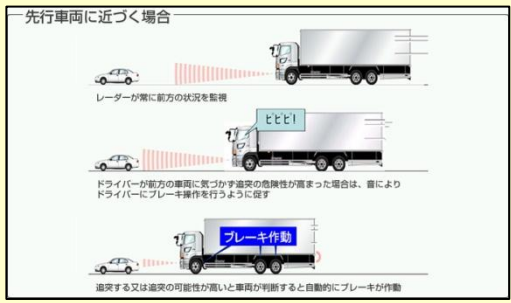 先行車両に近づく場合
レーダーが常に前方の状況を監視
ピピピ!
ドライバーが前方の車両に気づかず追突の危険性が高まった場合は、音により
ドライバーにブレーキ操作を行うように促す
ブレーキ作動
追突する又は追突の可能性が高いと車両が判断すると自動的にブレーキが作動